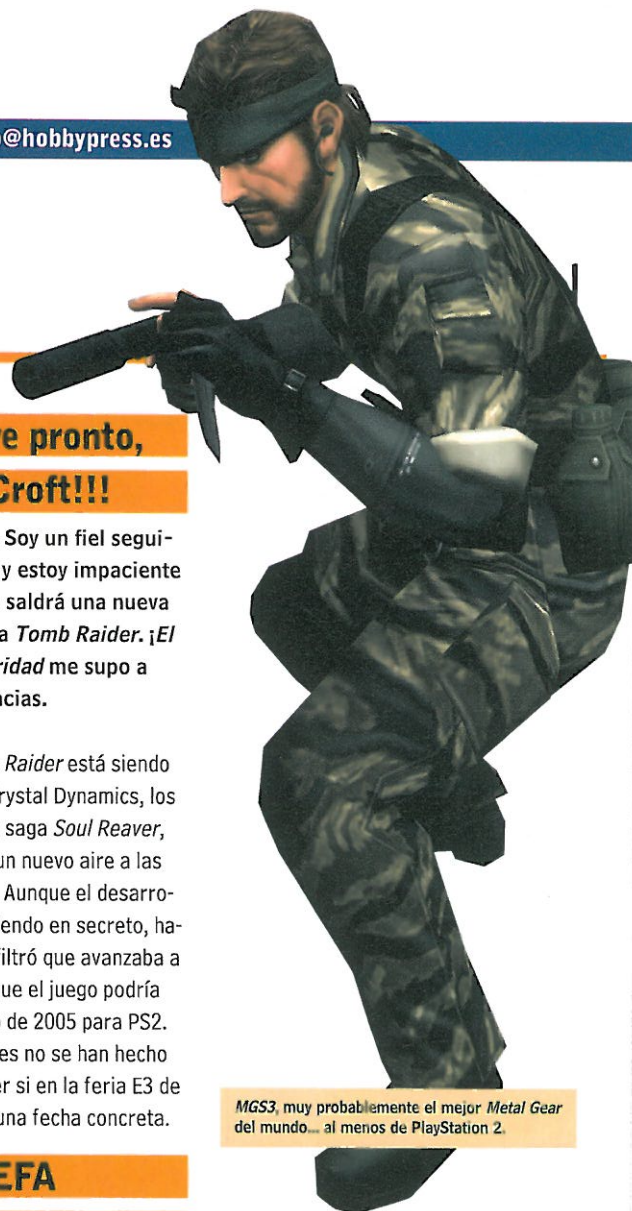 @hobbypress.es
e pronto,
Croft!!!
Soy un fiel segui-
y estoy impaciente
saldrá una nueva
a Tomb Raider. ¡El
ridad me supo a
cias.
Raider está siendo
rystal Dynamics, los
saga Soul Reaver,
un nuevo aire a las
Aunque el desarro-
endo en secreto, ha-
filtró que avanzaba a
ue el juego podría
de 2005 para PS2.
es no se han hecho
er si en la feria E3 de
una fecha concreta.
MGS3, muy probablemente el mejor Metal Gear
del mundo... al menos de PlayStation 2.
EFA